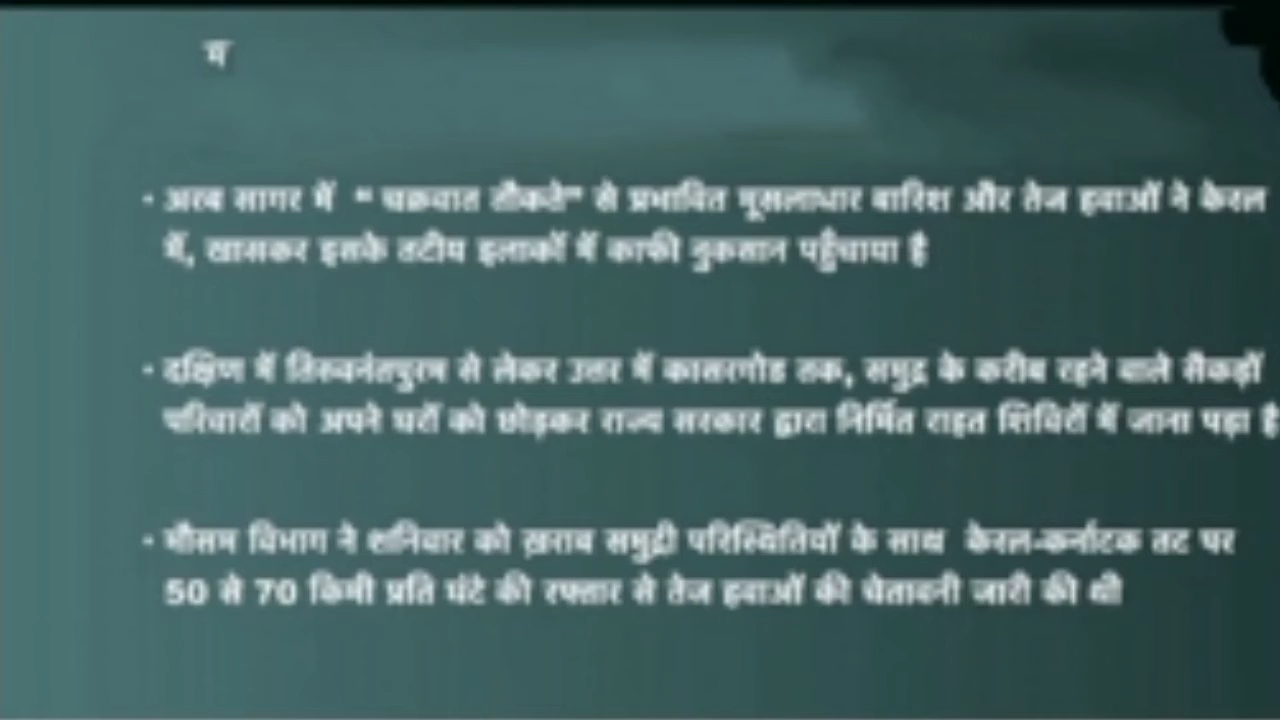 म
• अरब सागर में “ चक्रवात तौकते” से प्रभावित मूसलाधार बारिश और तेज हवाओं ने केरल
में, खासकर इसके तटीय इलाकों में काफी नुकसान पहुँचाया है
• दक्षिण में तिरुवनंतपुरम से लेकर उत्तर में कासरगोड तक, समुद्र के करीब रहने वाले सैकड़ों
परिवारों को अपने घरों को छोड़कर राज्य सरकार द्वारा निर्मित राहत शिविरों में जाना पड़ा है
• मौसम विभाग ने शनिवार को ख़राब समुद्री परिस्थितियों के साथ केरल-कर्नाटक तट पर
50 से 70 किमी प्रति घंटे की रफ्तार से तेज हवाओं की चेतावनी जारी की थी